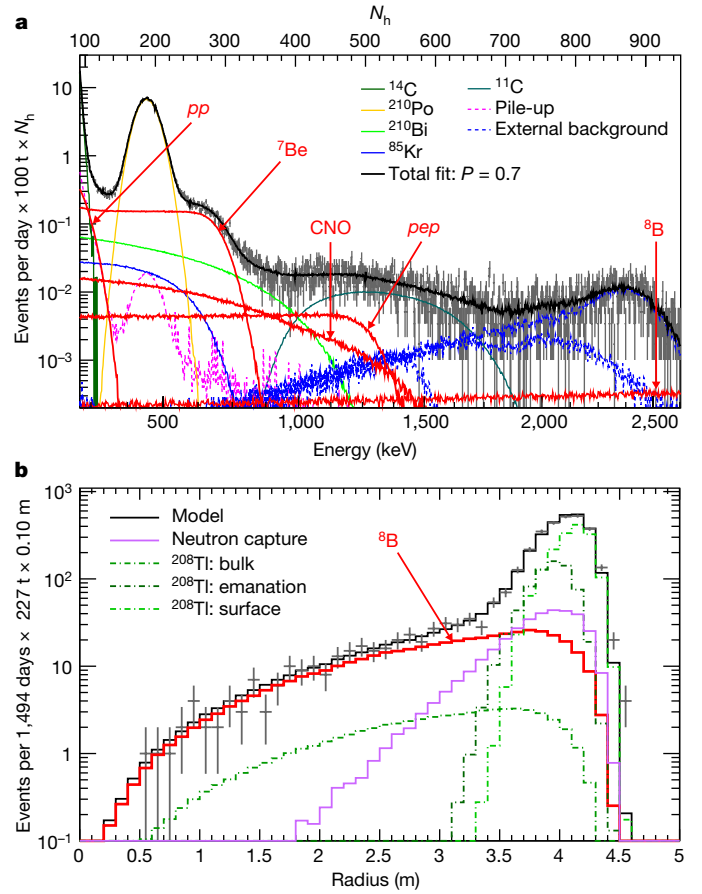 a
N_h
100 200 300 400 500 600 700 800 900
10
1
10⁻¹
10⁻²
10⁻³
Events per day × 100 t × N_h
pp
⁷Be
CNO
pep
⁸B
¹⁴C
²¹⁰Po
²¹⁰Bi
⁸⁵Kr
Total fit: P = 0.7
¹¹C
Pile-up
External background
500 1,000 1,500 2,000 2,500
Energy (keV)
b
10³
10²
10
1
10⁻¹
Events per 1,494 days × 227 t × 0.10 m
Model
Neutron capture
²⁰⁸Tl: bulk
²⁰⁸Tl: emanation
²⁰⁸Tl: surface
⁸B
0 0.5 1 1.5 2 2.5 3 3.5 4 4.5 5
Radius (m)